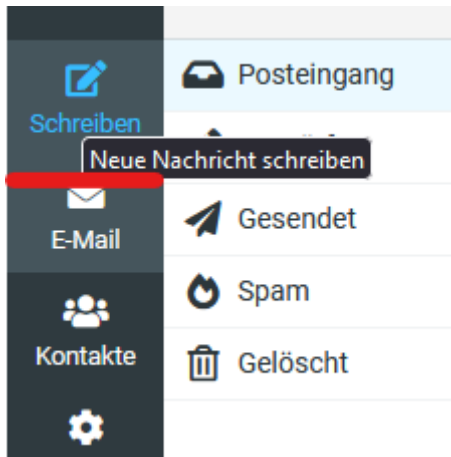 Posteingang
Schreiben
Neue Nachricht schreiben
Gesendet
E-Mail
Spam
Kontakte
Gelöscht